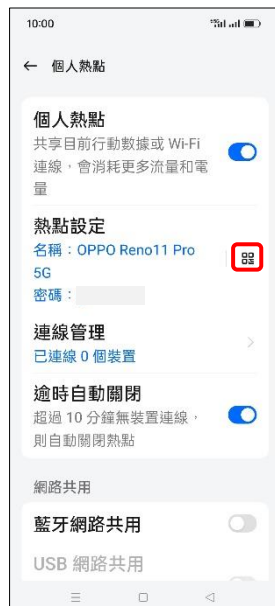 10:00
← 個人熱點
個人熱點
共享目前行動數據或 Wi-Fi
連線，會消耗更多流量和電
量
熱點設定
名稱：OPPO Reno11 Pro
5G
密碼：
連線管理
已連線 0 個裝置
逾時自動關閉
超過 10 分鐘無裝置連線，
則自動關閉熱點
網路共用
藍牙網路共用
USB 網路共用